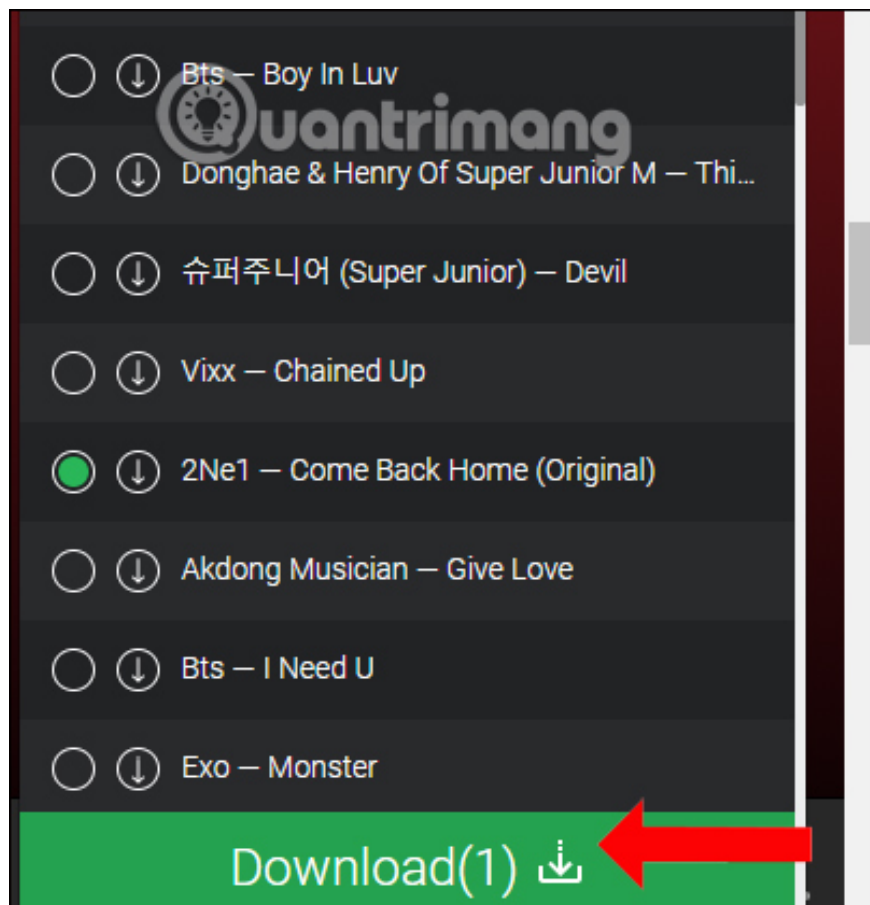 Bts — Boy In Luv
Quantrimang
Donghae & Henry Of Super Junior M — Thi...
슈퍼주니어 (Super Junior) — Devil
Vixx — Chained Up
2Ne1 — Come Back Home (Original)
Akdong Musician — Give Love
Bts — I Need U
Exo — Monster
Download(1)